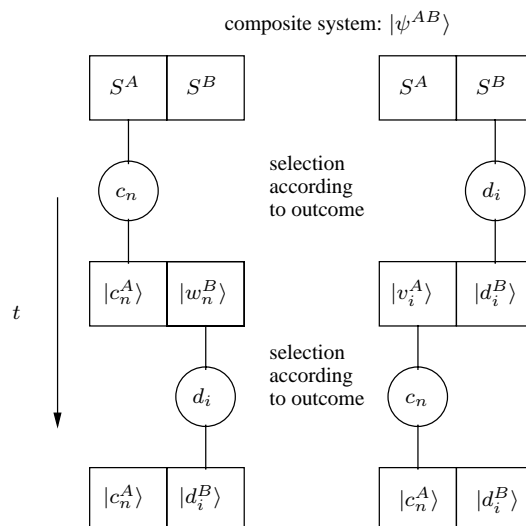 composite system: |ψ^{AB}⟩
S^A S^B S^A S^B
selection
according
to outcome
c_n d_i
|c_n^A⟩ |w_n^B⟩ |v_i^A⟩ |d_i^B⟩
t
selection
according
to outcome
d_i c_n
|c_n^A⟩ |d_i^B⟩ |c_n^A⟩ |d_i^B⟩